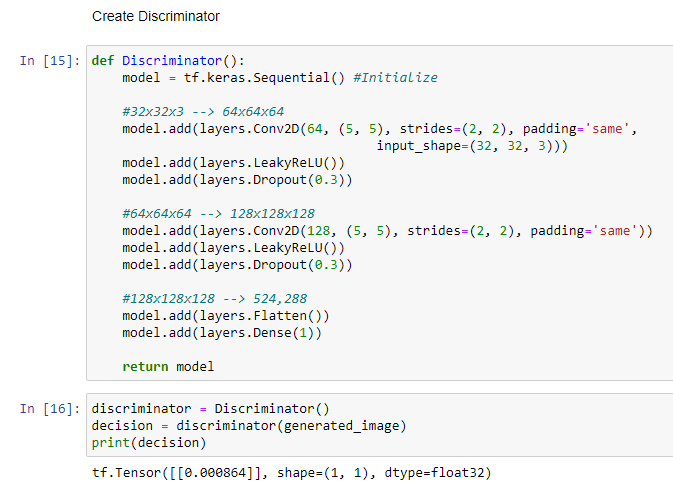 Create Discriminator
In [15]: def Discriminator():
    model = tf.keras.Sequential() #Initialize
    #32x32x3 --> 64x64x64
    model.add(layers.Conv2D(64, (5, 5), strides=(2, 2), padding='same',
                                     input_shape=(32, 32, 3)))
    model.add(layers.LeakyReLU())
    model.add(layers.Dropout(0.3))
    #64x64x64 --> 128x128x128
    model.add(layers.Conv2D(128, (5, 5), strides=(2, 2), padding='same'))
    model.add(layers.LeakyReLU())
    model.add(layers.Dropout(0.3))
    #128x128x128 --> 524,288
    model.add(layers.Flatten())
    model.add(layers.Dense(1))
    return model
In [16]: discriminator = Discriminator()
decision = discriminator(generated_image)
print(decision)
tf.Tensor([[0.000864]], shape=(1, 1), dtype=float32)